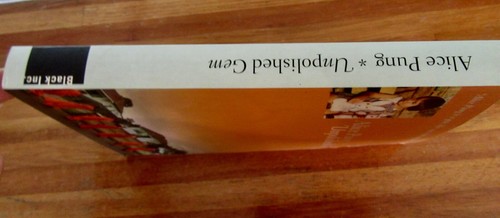 Alice Pung * Unpolished Gem
Black Inc.